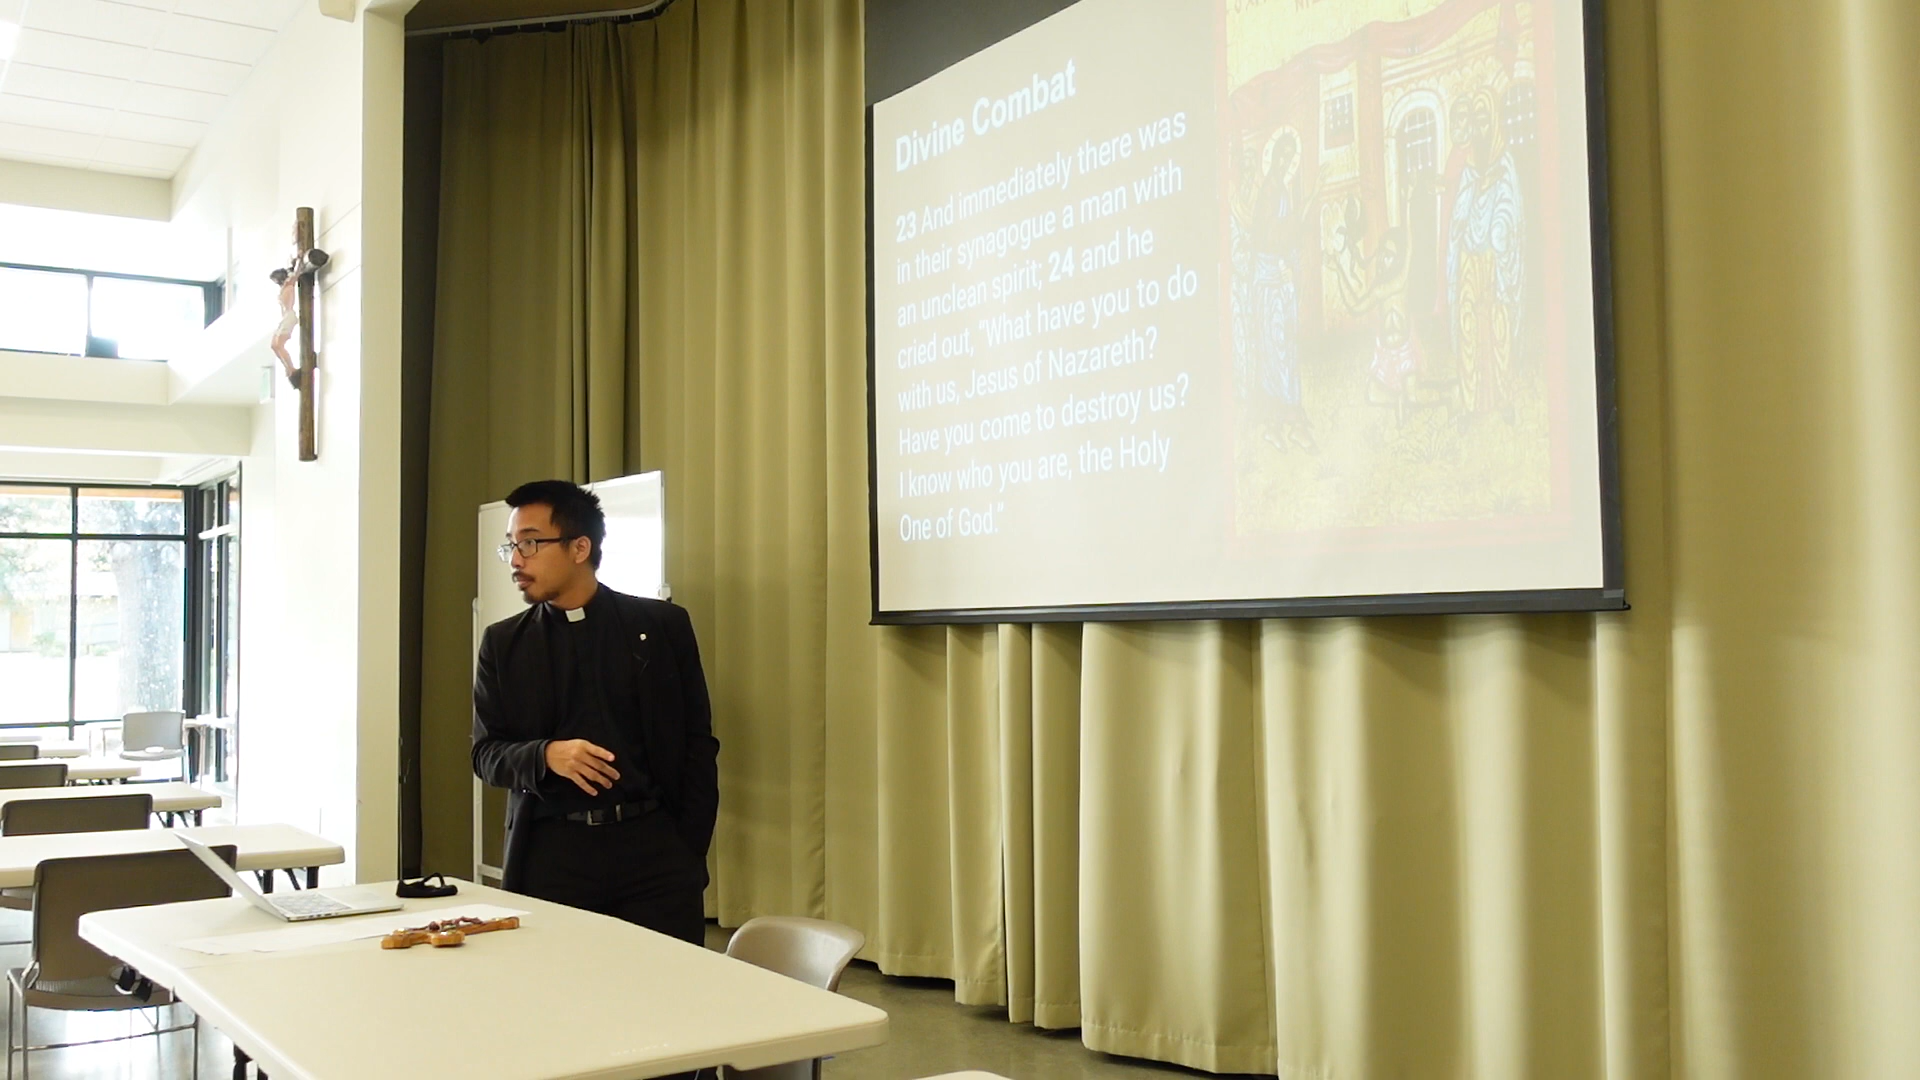 Divine Combat
23 And immediately there was
in their synagogue a man with
an unclean spirit; 24 and he
cried out, “What have you to do
with us, Jesus of Nazareth?
Have you come to destroy us?
I know who you are, the Holy
One of God.”